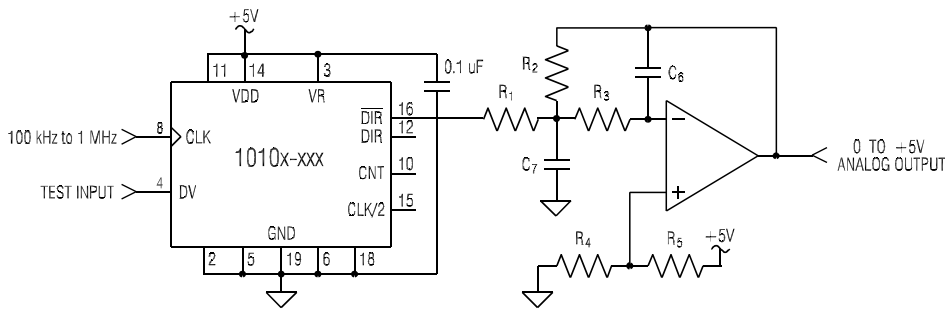 +5V
11
14
3
0.1 uF
VDD
VR
R2
C6
R1
R3
DIR
16
DIR
12
100 kHz to 1 MHz
8
CLK
1010x-xxx
CNT
10
C7
−
+
0 TO +5V
ANALOG OUTPUT
TEST INPUT
4
DV
CLK/2
15
GND
R4
R5
+5V
2
5
19
6
18